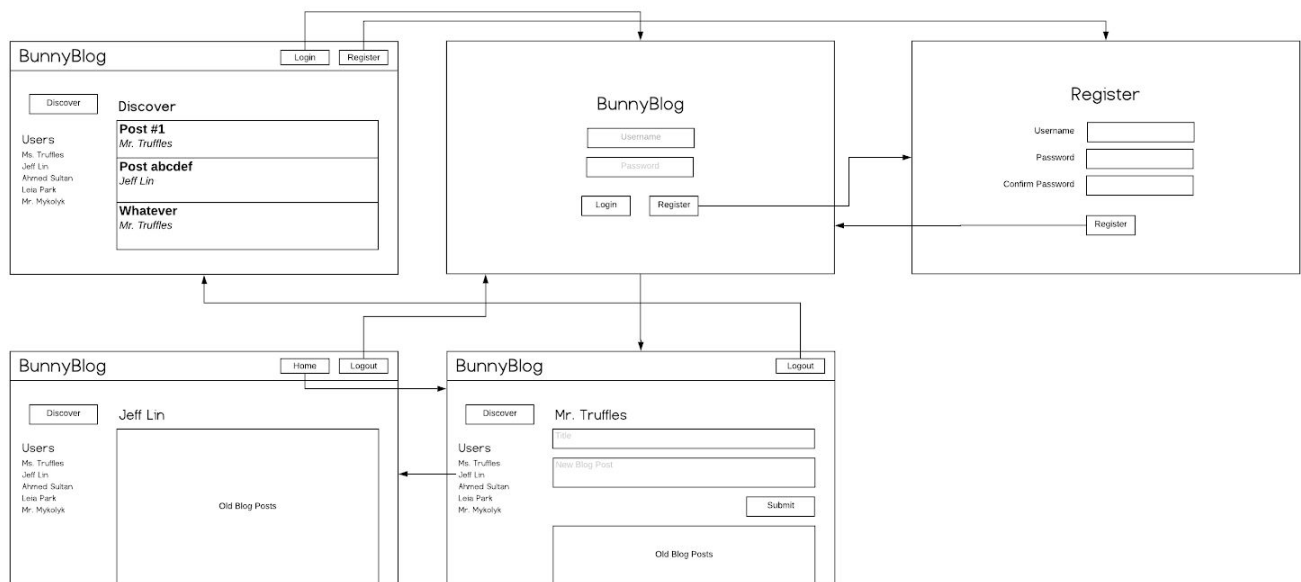 BunnyBlog
Login
Register
Discover
Discover
Post #1
Mr. Truffles
Post abcdef
Jeff Lin
Whatever
Mr. Truffles
Users
Ms. Truffles
Jeff Lin
Ahmed Sultan
Leia Park
Mr. Mykolyk
BunnyBlog
Username
Password
Login
Register
Register
Username
Password
Confirm Password
Register
BunnyBlog
Home
Logout
Discover
Jeff Lin
Users
Ms. Truffles
Jeff Lin
Ahmed Sultan
Leia Park
Mr. Mykolyk
Old Blog Posts
BunnyBlog
Logout
Discover
Mr. Truffles
Title
New Blog Post
Submit
Users
Ms. Truffles
Jeff Lin
Ahmed Sultan
Leia Park
Mr. Mykolyk
Old Blog Posts